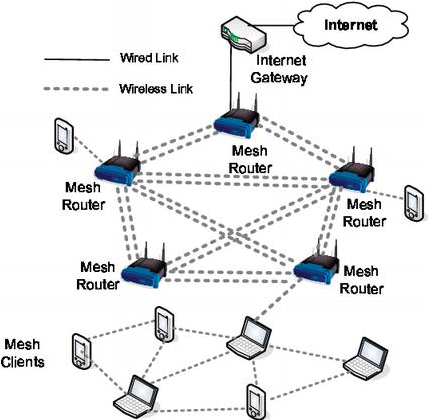 Internet
Wired Link
Internet
Gateway
Wireless Link
Mesh
Router
Mesh
Router
Mesh
Router
Mesh
Router
Mesh
Router
Mesh
Clients